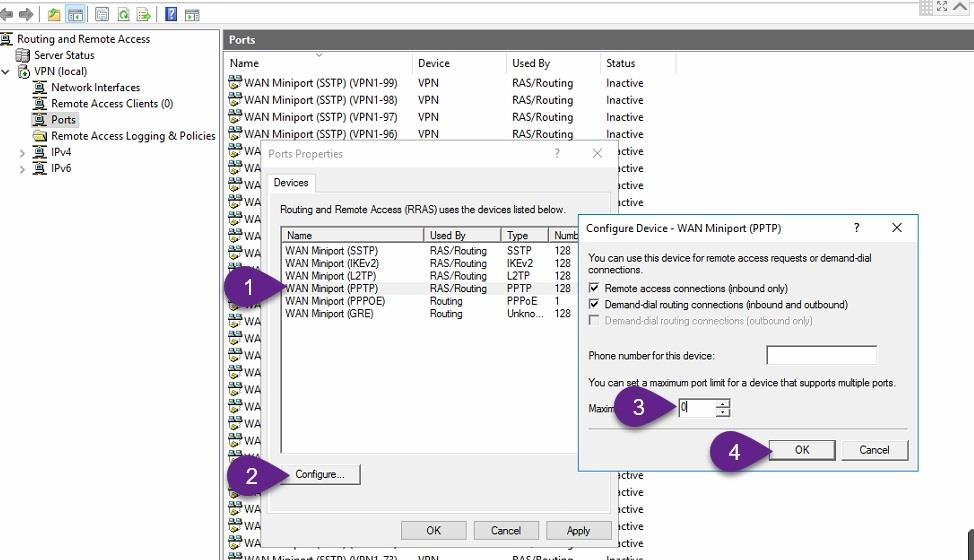 Routing and Remote Access
Server Status
VPN (local)
Network Interfaces
Remote Access Clients (0)
Ports
Remote Access Logging & Policies
IPv4
IPv6
Ports
Name Device Used By Status
WAN Miniport (SSTP) (VPN1-99) VPN RAS/Routing Inactive
WAN Miniport (SSTP) (VPN1-98) VPN RAS/Routing Inactive
WAN Miniport (SSTP) (VPN1-97) VPN RAS/Routing Inactive
WAN Miniport (SSTP) (VPN1-96) VPN RAS/Routing Inactive
Ports Properties
Devices
Routing and Remote Access (RRAS) uses the devices listed below.
Name Used By Type Numb
WAN Miniport (SSTP) RAS/Routing SSTP 128
WAN Miniport (IKEv2) RAS/Routing IKEv2 128
WAN Miniport (L2TP) RAS/Routing L2TP 128
1 WAN Miniport (PPTP) RAS/Routing PPTP 128
WAN Miniport (PPPOE) Routing PPPoE 1
WAN Miniport (GRE) Routing Unkno... 128
2 Configure...
OK Cancel Apply
Configure Device - WAN Miniport (PPTP) ?
You can use this device for remote access requests or demand-dial
connections.
Remote access connections (inbound only)
Demand-dial routing connections (inbound and outbound)
Demand-dial routing connections (outbound only)
Phone number for this device:
You can set a maximum port limit for a device that supports multiple ports.
Maxim 3 0
4 OK Cancel